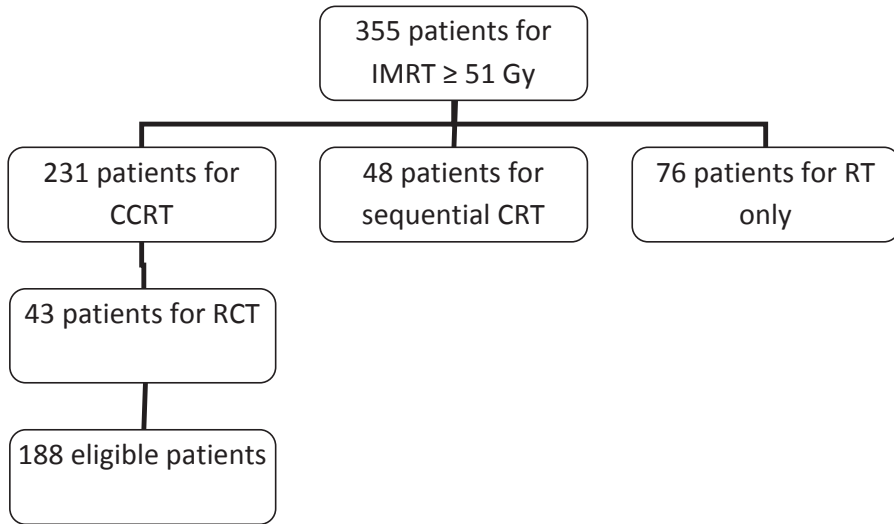 355 patients for
IMRT ≥ 51 Gy
231 patients for
CCRT
48 patients for
sequential CRT
76 patients for RT
only
43 patients for RCT
188 eligible patients